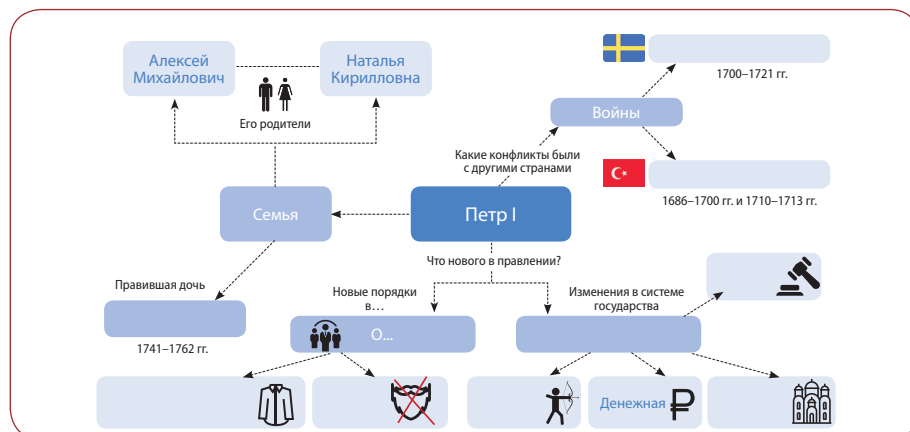 Алексей
Михайлович
Наталья
Кирилловна
Его родители
1700–1721 гг.
Войны
Какие конфликты были
с другими странами
1686–1700 гг. и 1710–1713 гг.
Семья
Петр I
Что нового в правлении?
Правившая дочь
Новые порядки
в…
Изменения в системе
государства
О...
1741–1762 гг.
Денежная